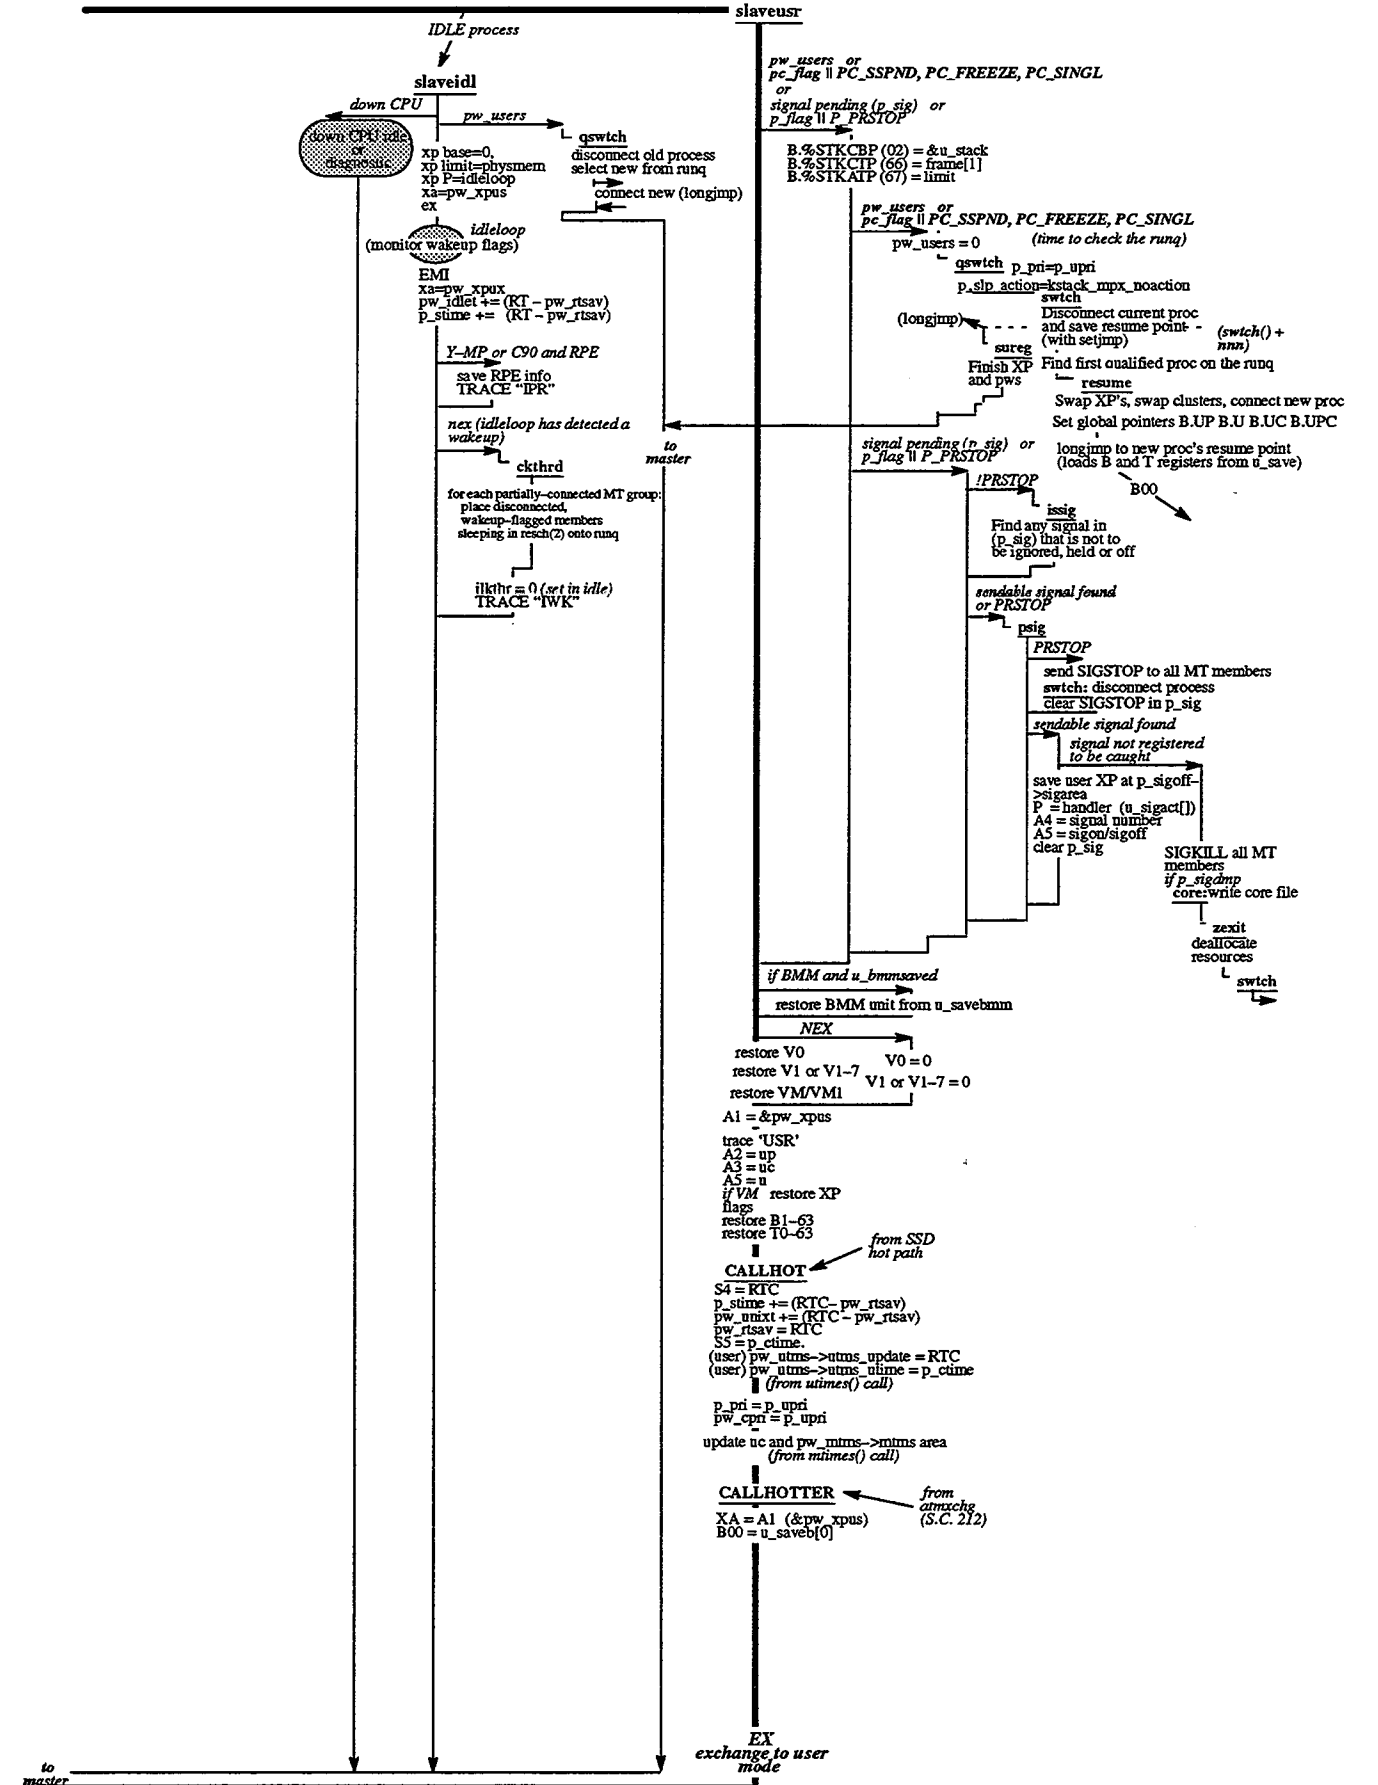 slaveusr
IDLE process
slaveidl
down CPU
down CPU idle
or
diagnostic
pw_users
qswtch
disconnect old process
select new from runq
connect new (longjmp)
xp base=0,
xp limit=physmem
xp P=idleloop
xa=pw_xpus
ex
idleloop
(monitor wakeup flags)
EMI
xa=pw_xpux
pw_idlet += (RT – pw_rtsav)
p_stime += (RT – pw_rtsav)
Y–MP or C90 and RPE
save RPE info
TRACE “IPR”
nex (idleloop has detected a
wakeup)
ckthrd
for each partially–connected MT group:
place disconnected,
wakeup–flagged members
sleeping in resch(2) onto runq
ilkthr = 0 (set in idle)
TRACE “IWK”
to
master
pw_users or
pc_flag || PC_SSPND, PC_FREEZE, PC_SINGL
or
signal pending (p_sig) or
p_flag || P_PRSTOP
B.%STKCBP (02) = &u_stack
B.%STKCTP (66) = frame[1]
B.%STKATP (67) = limit
pw_users or
pc_flag || PC_SSPND, PC_FREEZE, PC_SINGL
pw_users = 0
(time to check the runq)
qswtch p_pri=p_upri
p_slp_action=kstack_mpx_noaction
swtch
Disconnect current proc
and save resume point
(with setjmp)
(swtch() +
nnn)
(longjmp)
sureg
Finish XP
and pws
Find first qualified proc on the runq
resume
Swap XP's, swap clusters, connect new proc
Set global pointers B.UP B.U B.UC B.UPC
longjmp to new proc's resume point
(loads B and T registers from u_save)
B00
signal pending (p_sig) or
p_flag || P_PRSTOP
!PRSTOP
issig
Find any signal in
(p_sig) that is not to
be ignored, held or off
sendable signal found
or PRSTOP
psig
PRSTOP
send SIGSTOP to all MT members
swtch: disconnect process
clear SIGSTOP in p_sig
sendable signal found
signal not registered
to be caught
save user XP at p_sigoff–
>sigarea
P = handler (u_sigact[])
A4 = signal number
A5 = sigon/sigoff
clear p_sig
SIGKILL all MT
members
if p_sigdmp
core:write core file
zexit
deallocate
resources
swtch
if BMM and u_bmmsaved
restore BMM unit from u_savebmm
NEX
restore V0
V0 = 0
restore V1 or V1–7
V1 or V1–7 = 0
restore VM/VM1
A1 = &pw_xpus
trace ‘USR’
A2 = up
A3 = uc
A5 = u
if VM restore XP
flags
restore B1–63
restore T0–63
from SSD
hot path
CALLHOT
S4 = RTC
p_stime += (RTC– pw_rtsav)
pw_unixt += (RTC – pw_rtsav)
pw_rtsav = RTC
S5 = p_ctime.
(user) pw_utms–>utms_update = RTC
(user) pw_utms–>utms_utime = p_ctime
(from utimes() call)
p_pri = p_upri
pw_cpri = p_upri
update uc and pw_mtms–>mtms area
(from mtimes() call)
CALLHOTTER
from
atmxchg
(S.C. 212)
XA = A1 (&pw_xpus)
B00 = u_saveb[0]
EX
exchange to user
mode
to
master